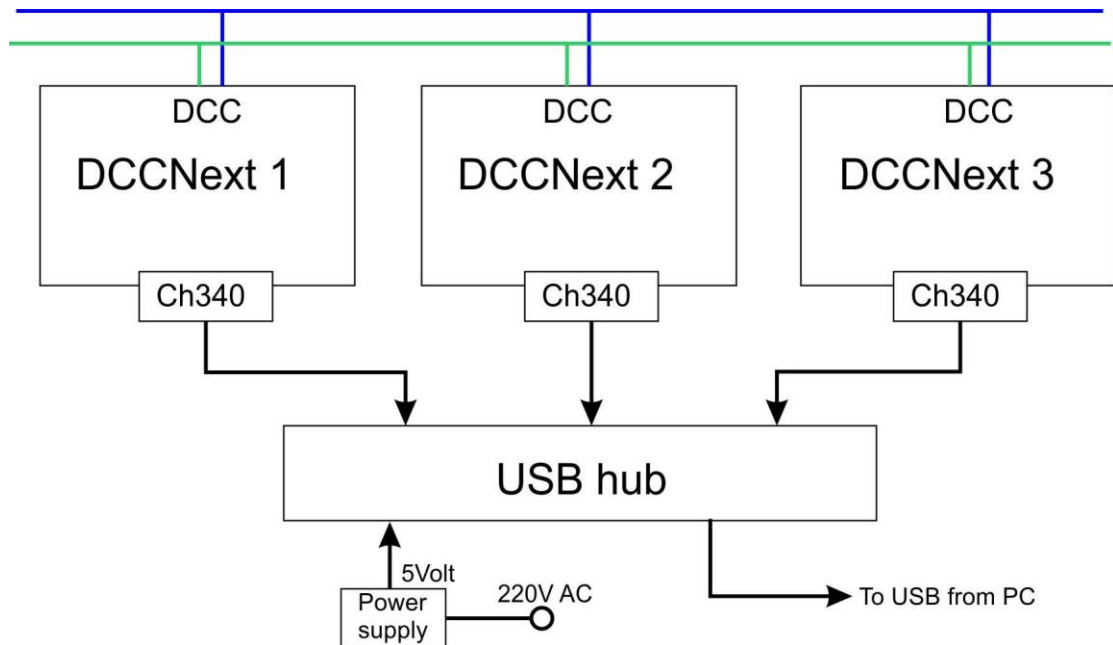 DCC
DCCNext 1
DCC
DCCNext 2
DCC
DCCNext 3
Ch340
Ch340
Ch340
USB hub
5Volt
220V AC
Power
supply
To USB from PC